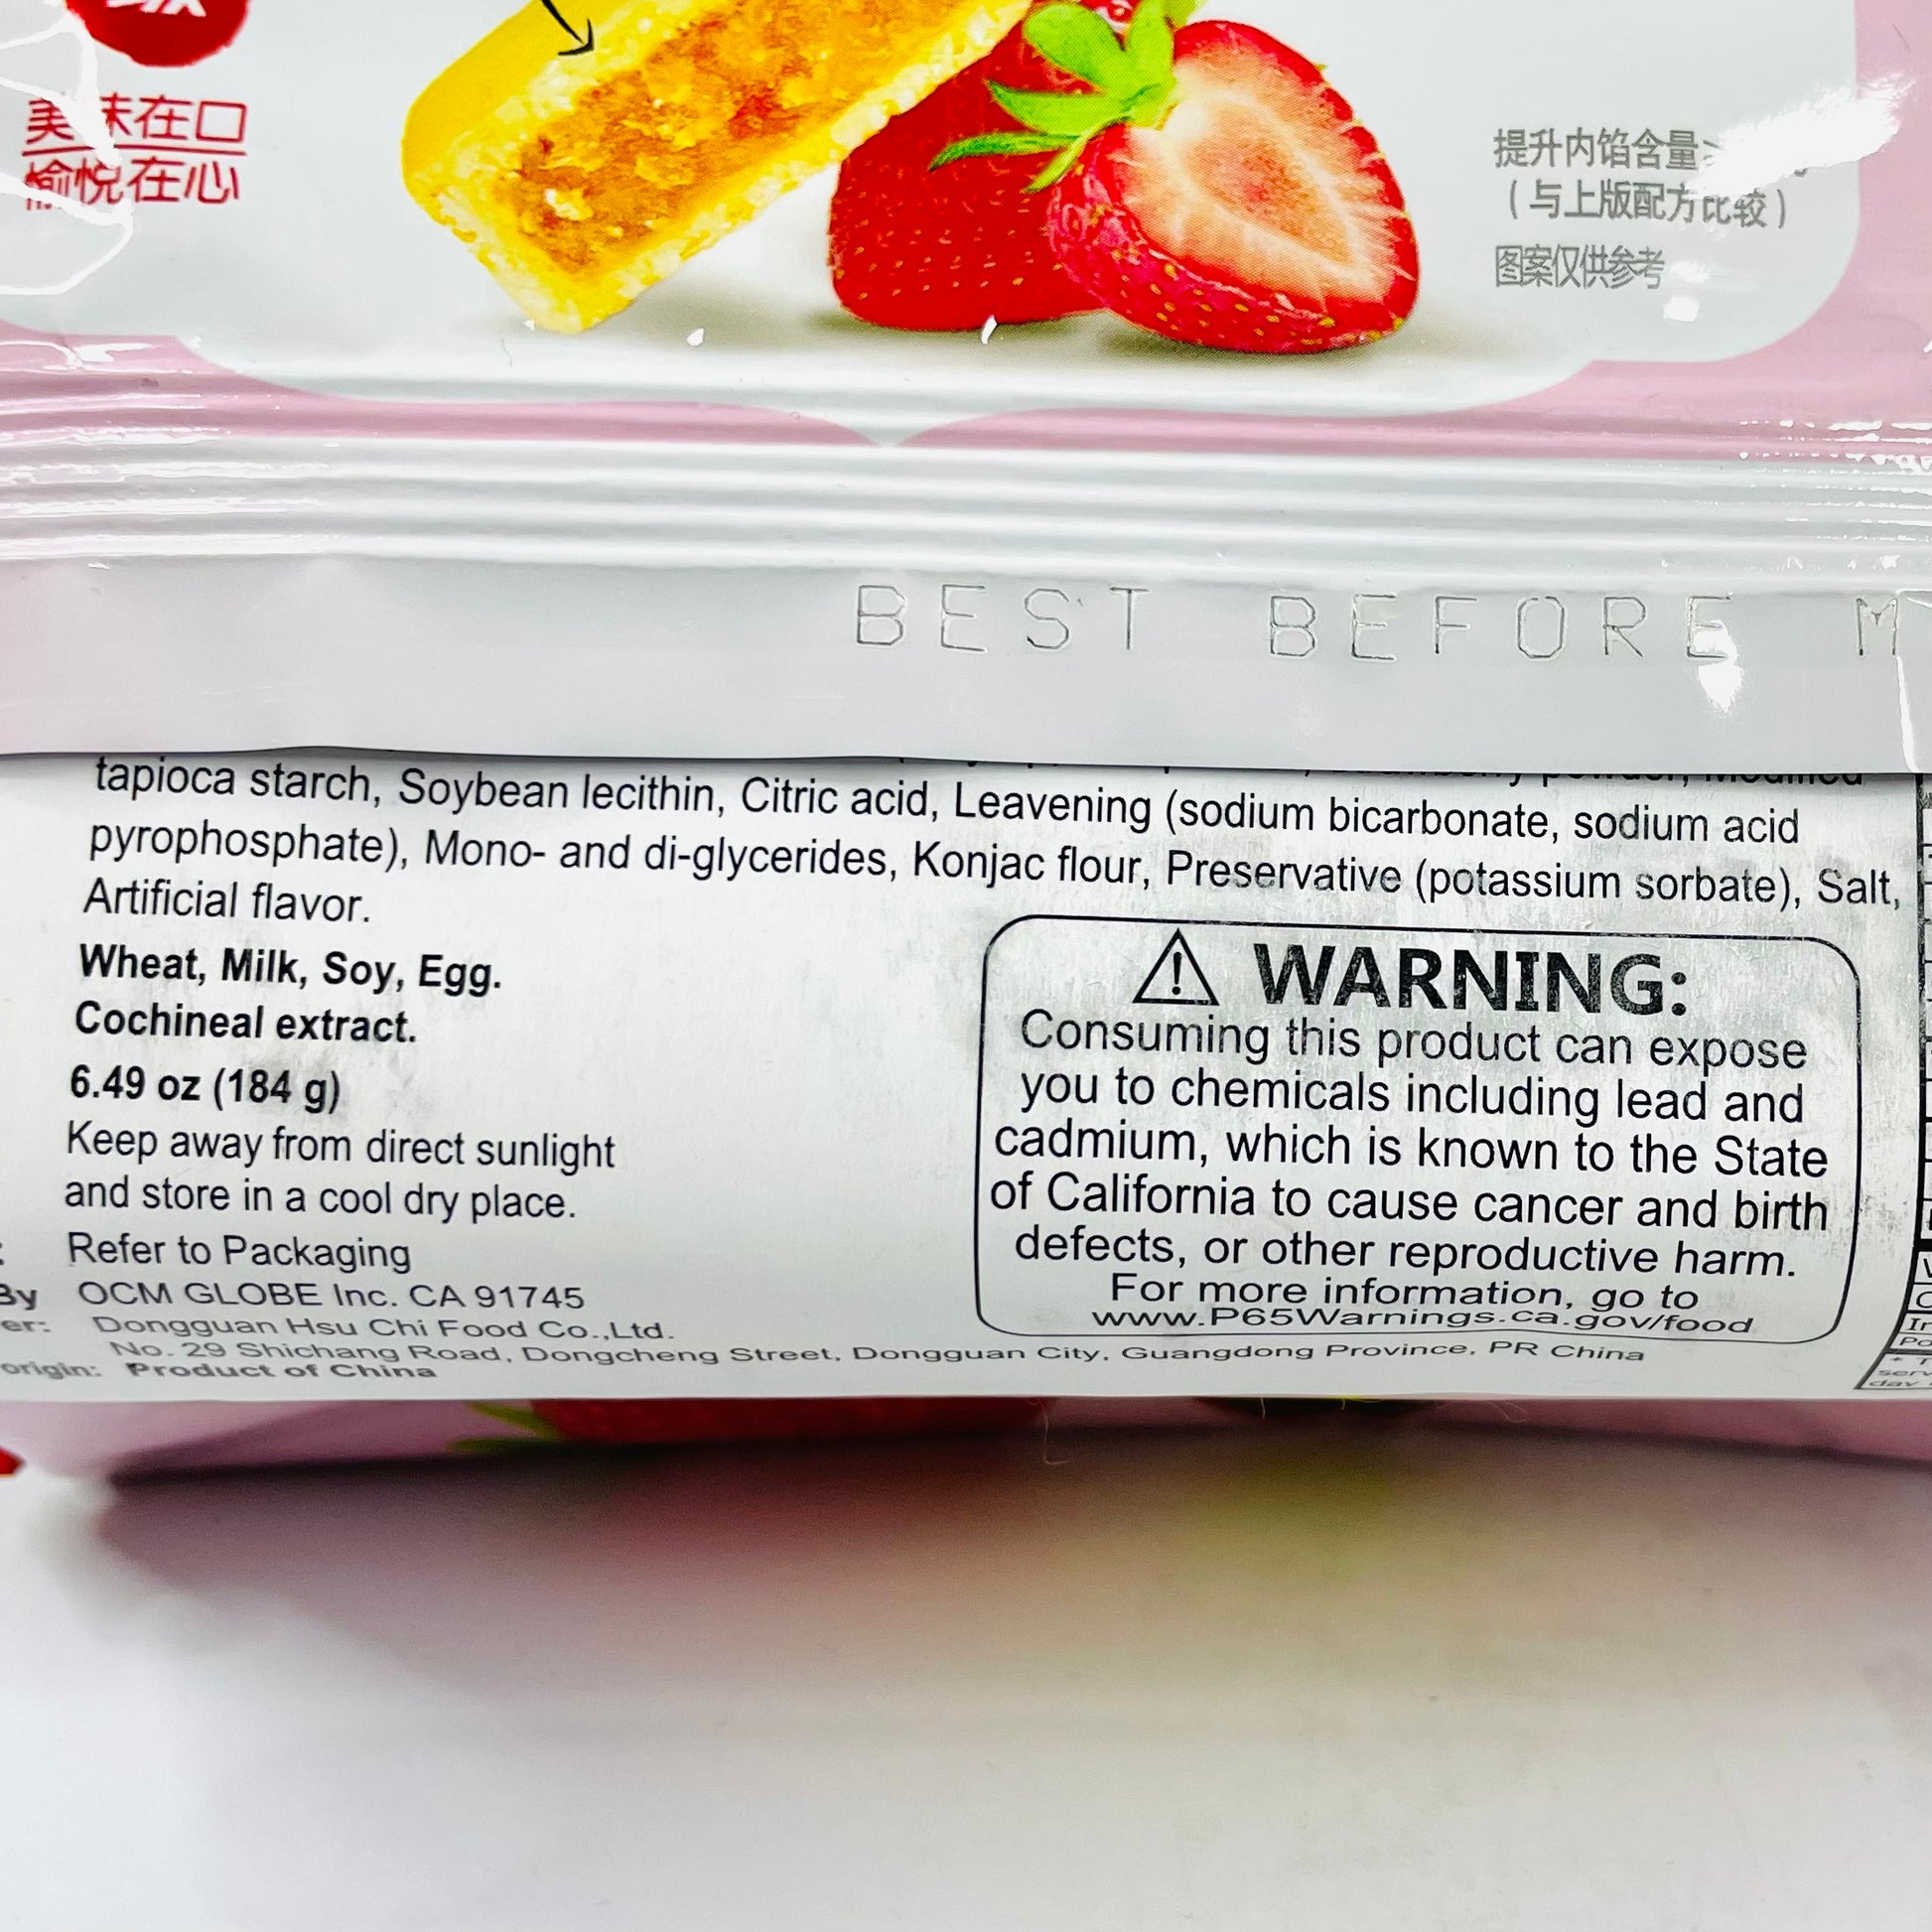 美味在口
愉悦在心
提升内馅含量
(与上版配方比较)
图案仅供参考
BEST BEFORE M
tapioca starch, Soybean lecithin, Citric acid, Leavening (sodium bicarbonate, sodium acid
pyrophosphate), Mono- and di-glycerides, Konjac flour, Preservative (potassium sorbate), Salt,
Artificial flavor.
Wheat, Milk, Soy, Egg.
Cochineal extract.
6.49 oz (184 g)
Keep away from direct sunlight
and store in a cool dry place.
Refer to Packaging
By OCM GLOBE Inc. CA 91745
er: Dongguan Hsu Chi Food Co.,Ltd.
No. 29 Shichang Road, Dongcheng Street, Dongguan City, Guangdong Province, PR China
origin: Product of China
WARNING:
Consuming this product can expose
you to chemicals including lead and
cadmium, which is known to the State
of California to cause cancer and birth
defects, or other reproductive harm.
For more information, go to
www.P65Warnings.ca.gov/food